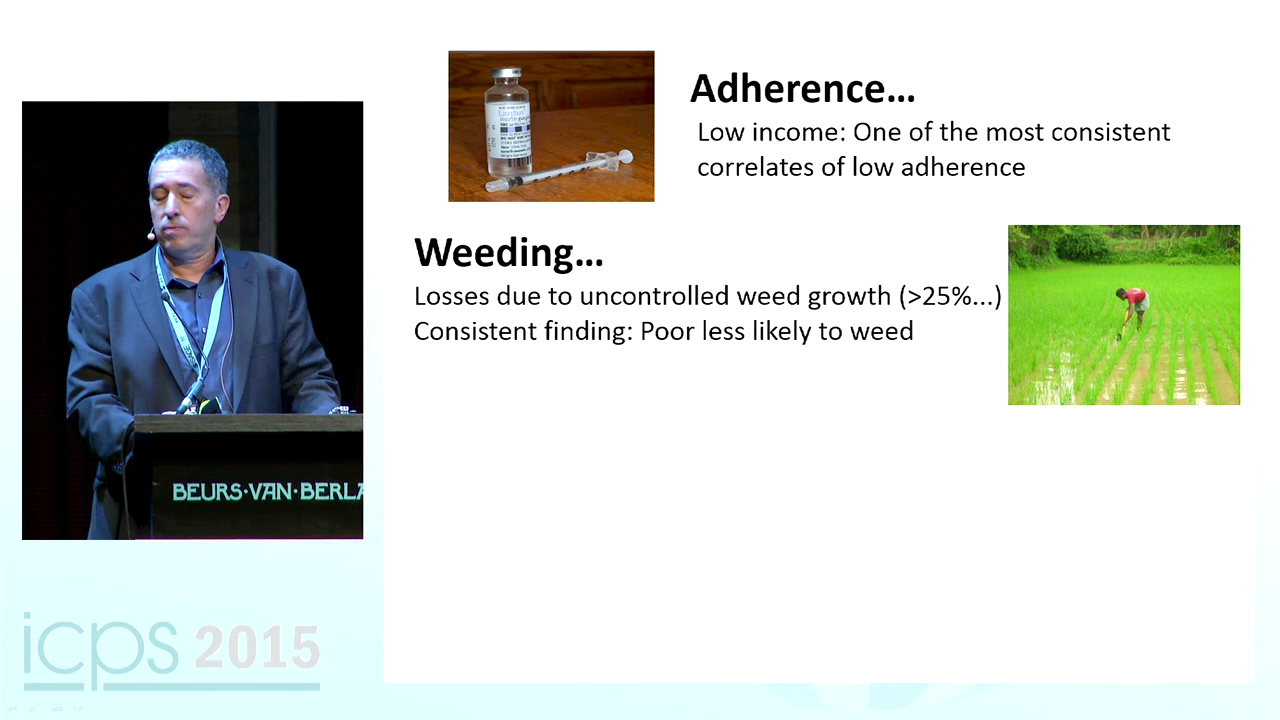 Adherence...
Low income: One of the most consistent
correlates of low adherence
Weeding...
Losses due to uncontrolled weed growth (>25%...)
Consistent finding: Poor less likely to weed
BEURS·VAN·BERLA
icps 2015